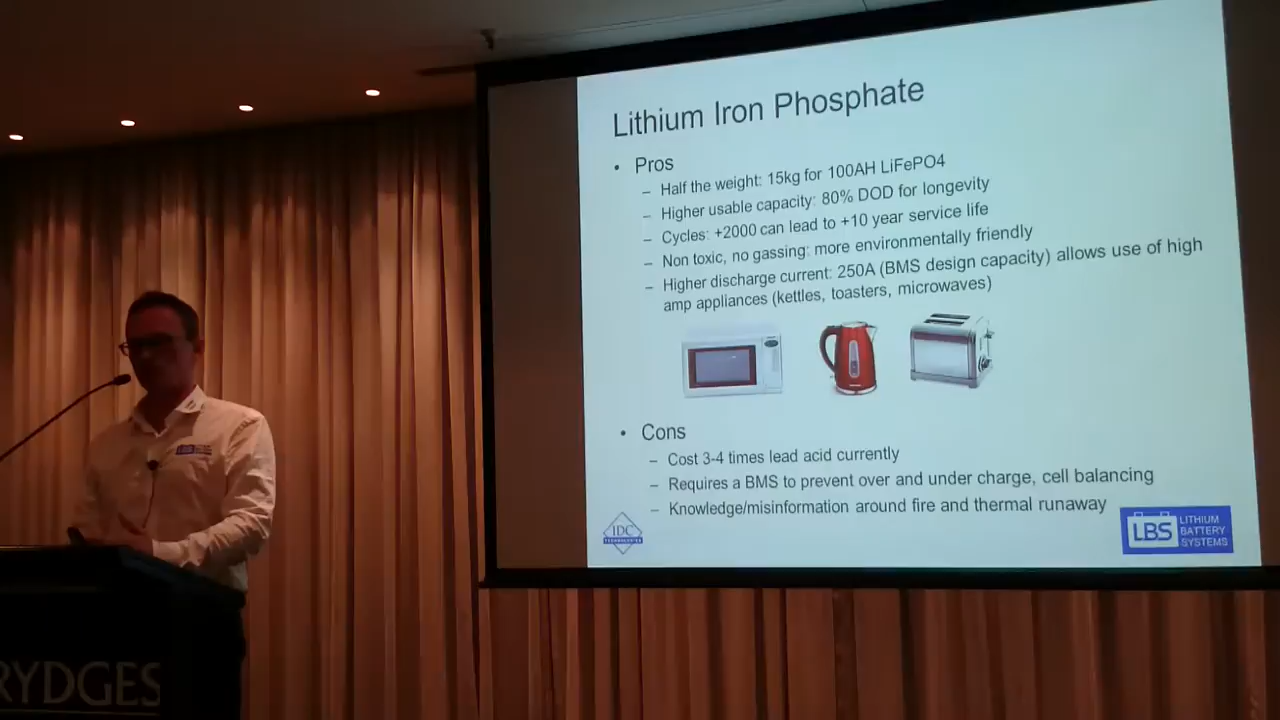 Lithium Iron Phosphate
• Pros
– Half the weight: 15kg for 100AH LiFePO4
– Higher usable capacity: 80% DOD for longevity
– Cycles: +2000 can lead to +10 year service life
– Non toxic, no gassing: more environmentally friendly
– Higher discharge current: 250A (BMS design capacity) allows use of high
amp appliances (kettles, toasters, microwaves)
• Cons
– Cost 3-4 times lead acid currently
– Requires a BMS to prevent over and under charge, cell balancing
– Knowledge/misinformation around fire and thermal runaway
IDC
TECHNOLOGIES
LBS
LITHIUM
BATTERY
SYSTEMS
RYDGES